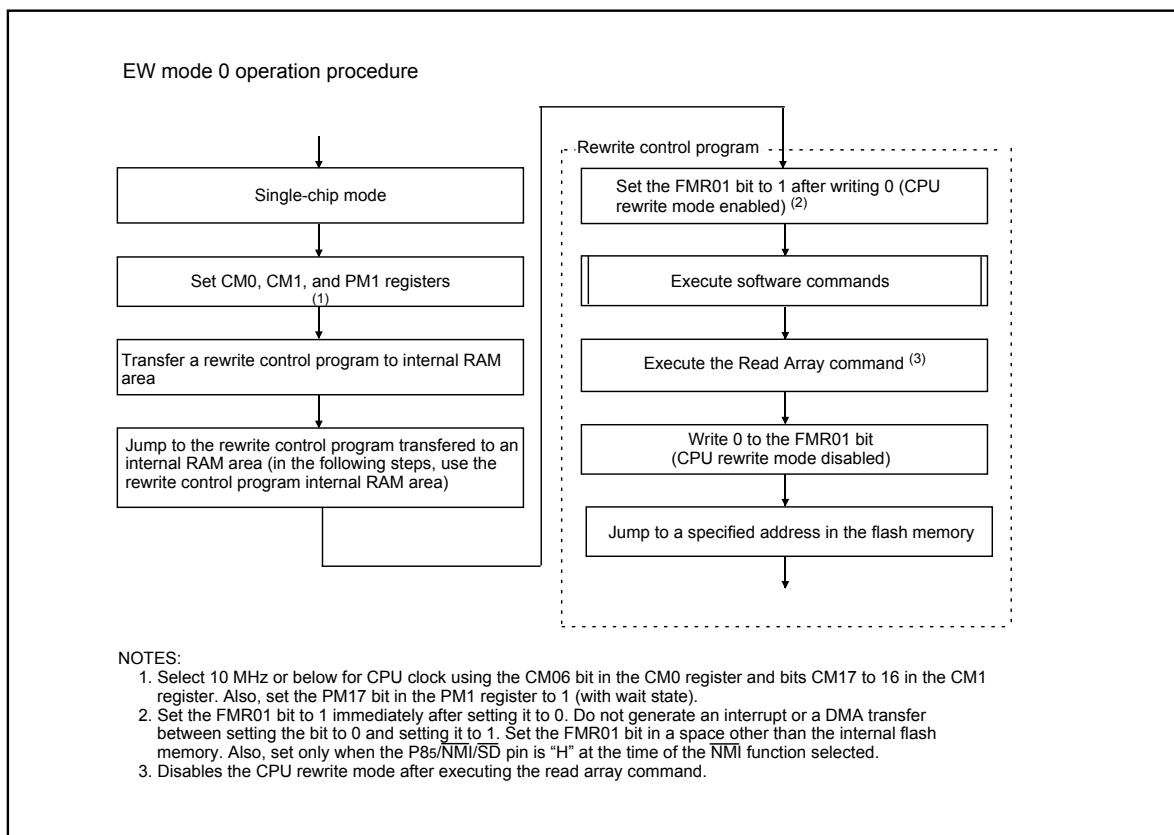 EW mode 0 operation procedure
Single-chip mode
Set CM0, CM1, and PM1 registers
(1)
Transfer a rewrite control program to internal RAM
area
Jump to the rewrite control program transfered to an
internal RAM area (in the following steps, use the
rewrite control program internal RAM area)
Rewrite control program
Set the FMR01 bit to 1 after writing 0 (CPU
rewrite mode enabled) (2)
Execute software commands
Execute the Read Array command (3)
Write 0 to the FMR01 bit
(CPU rewrite mode disabled)
Jump to a specified address in the flash memory
NOTES:
1. Select 10 MHz or below for CPU clock using the CM06 bit in the CM0 register and bits CM17 to 16 in the CM1
register. Also, set the PM17 bit in the PM1 register to 1 (with wait state).
2. Set the FMR01 bit to 1 immediately after setting it to 0. Do not generate an interrupt or a DMA transfer
between setting the bit to 0 and setting it to 1. Set the FMR01 bit in a space other than the internal flash
memory. Also, set only when the P85/NMI/SD pin is “H” at the time of the NMI function selected.
3. Disables the CPU rewrite mode after executing the read array command.